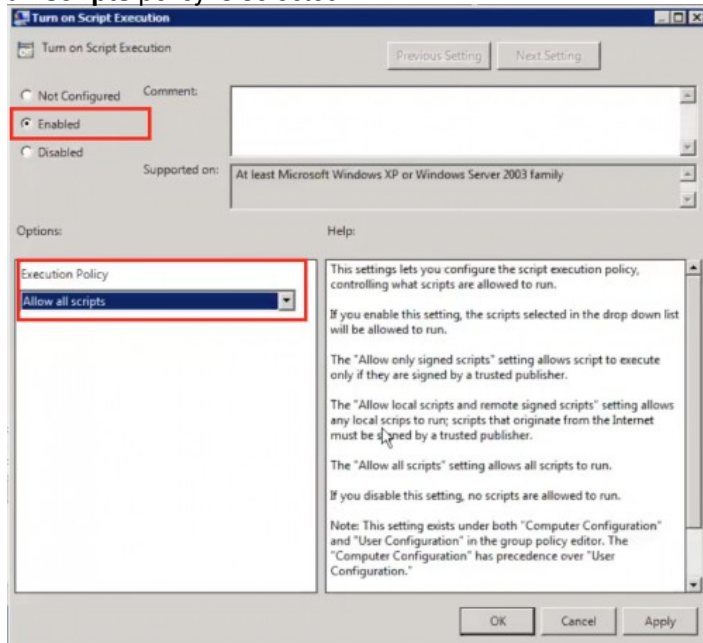 Turn on Script Execution
Turn on Script Execution
Previous Setting
Next Setting
Not Configured
Comment:
Enabled
Disabled
Supported on:
At least Microsoft Windows XP or Windows Server 2003 family
Options:
Help:
Execution Policy
Allow all scripts
This settings lets you configure the script execution policy,
controlling what scripts are allowed to run.
If you enable this setting, the scripts selected in the drop down list
will be allowed to run.
The "Allow only signed scripts" setting allows script to execute
only if they are signed by a trusted publisher.
The "Allow local scripts and remote signed scripts" setting allows
any local scrips to run; scripts that originate from the Internet
must be signed by a trusted publisher.
The "Allow all scripts" setting allows all scripts to run.
If you disable this setting, no scripts are allowed to run.
Note: This setting exists under both "Computer Configuration"
and "User Configuration" in the group policy editor. The
"Computer Configuration" has precedence over "User
Configuration."
OK
Cancel
Apply